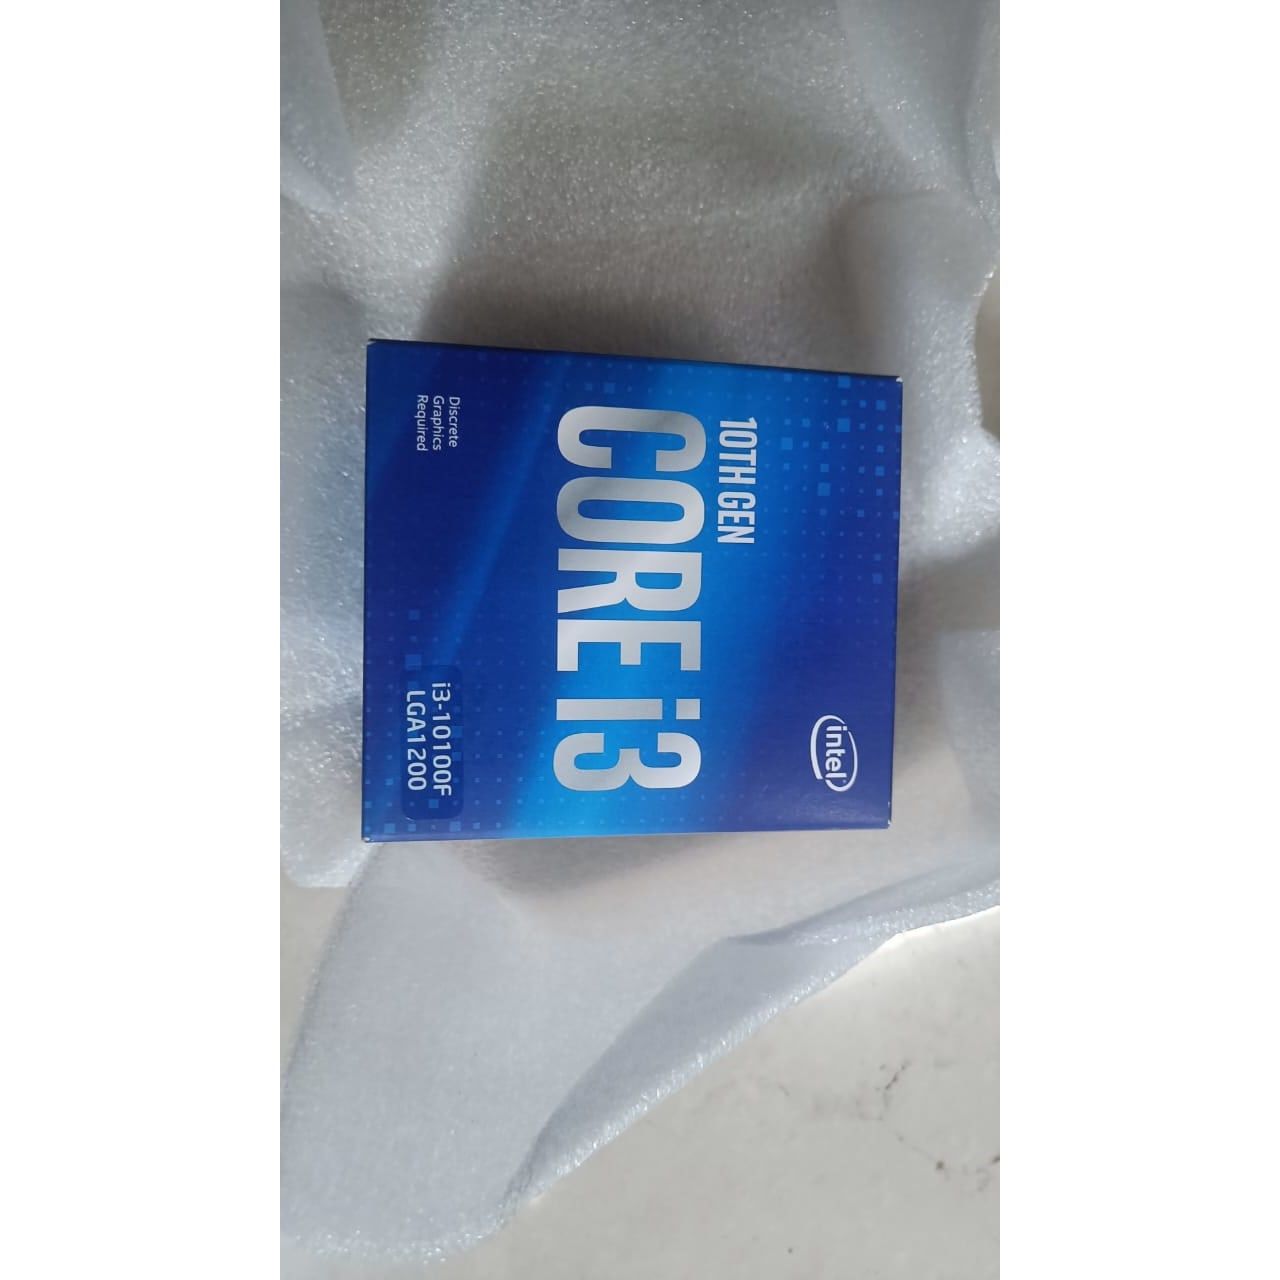 intel
10TH GEN
CORE i3
Discrete
Graphics
Required
i3-10100F
LGA1200